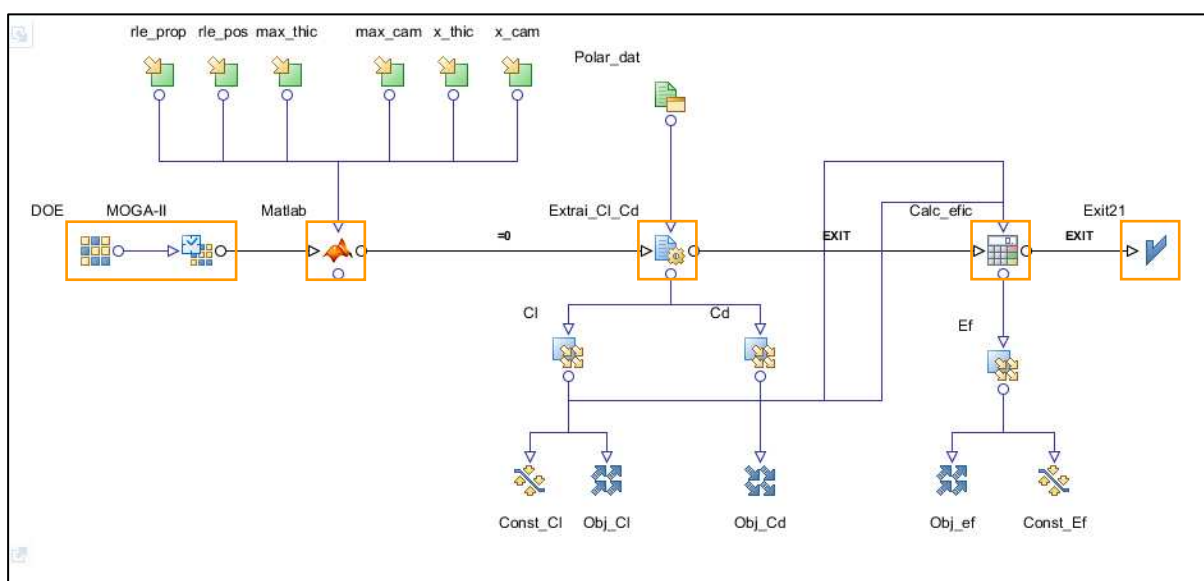 rle_prop rle_pos max_thic max_cam x_thic x_cam
Polar_dat
DOE MOGA-II Matlab Extrai_Cl_Cd Calc_efic Exit21
=0 EXIT EXIT
Cl Cd Ef
Const_Cl Obj_Cl Obj_Cd Obj_ef Const_Ef